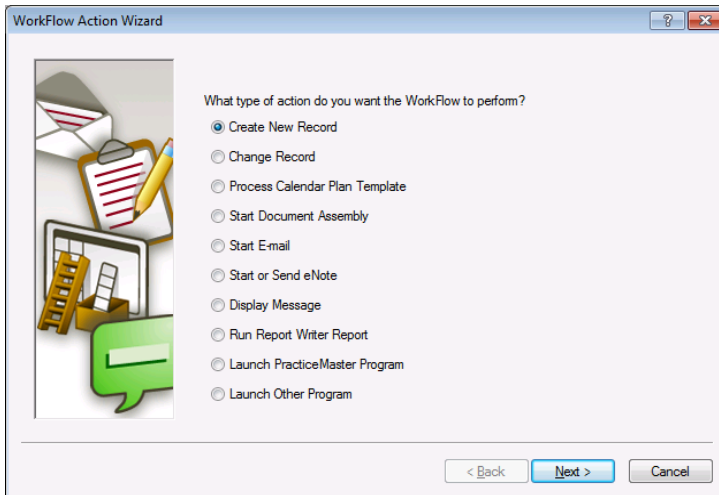 WorkFlow Action Wizard
?
What type of action do you want the WorkFlow to perform?
Create New Record
Change Record
Process Calendar Plan Template
Start Document Assembly
Start E-mail
Start or Send eNote
Display Message
Run Report Writer Report
Launch PracticeMaster Program
Launch Other Program
< Back Next > Cancel